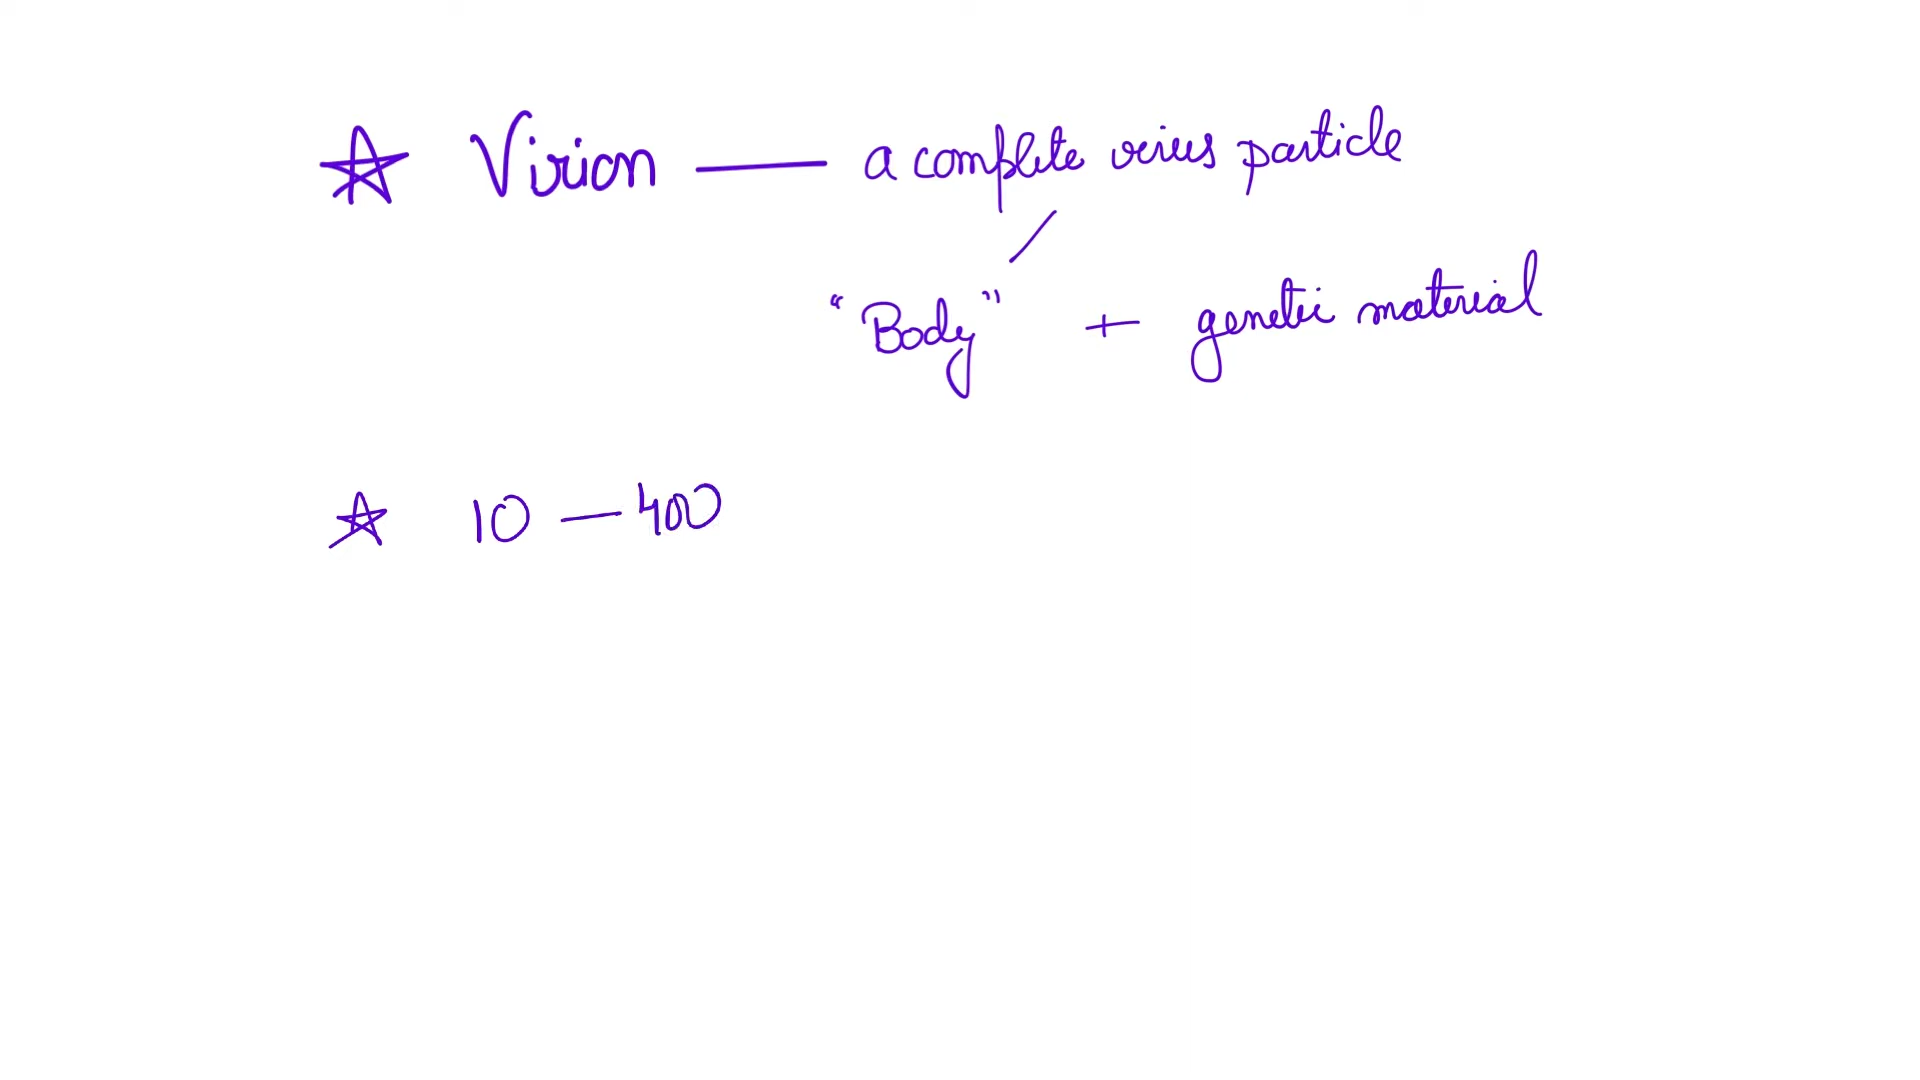 ☆ Virion — a complete virus particle
"Body" + genetic material
☆ 10 — 400